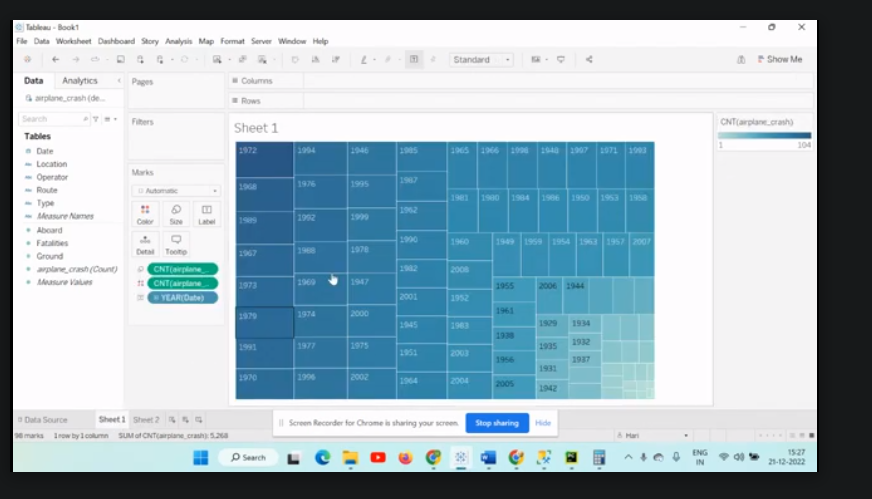 Tableau - Book1
File Data Worksheet Dashboard Story Analysis Map Format Server Window Help
Standard
Show Me
Data Analytics
airplane_crash (de...
Search
Tables
Date
Location
Operator
Route
Type
Measure Names
Aboard
Fatalities
Ground
airplane_crash (Count)
Measure Values
Pages
Filters
Marks
Automatic
Color Size Label
Detail Tooltip
CNT(airplane_..
CNT(airplane_..
YEAR(Date)
Columns
Rows
Sheet 1
1972 1994 1946 1985 1965 1966 1998 1948 1997 1971 1993
1968 1976 1995 1987
1989 1992 1999 1962 1981 1980 1984 1986 1950 1953 1958
1967 1988 1978 1990 1960 1949 1959 1954 1963 1957 2007
1973 1969 1947 1982 2008 1955 2006 1944
1979 1974 2000 2001 1952 1961 1929 1934
1991 1977 1975 1945 1983 1938 1935 1932
1970 1996 2002 1951 2003 1956 1931 1937
1964 2004 2005 1942
CNT(airplane_crash)
1 104
Data Source Sheet 1 Sheet 2
Screen Recorder for Chrome is sharing your screen. Stop sharing Hide
98 marks 1 row by 1 column SUM of CNT(airplane_crash): 5,268
Hari
Search
ENG
IN
15:27
21-12-2022